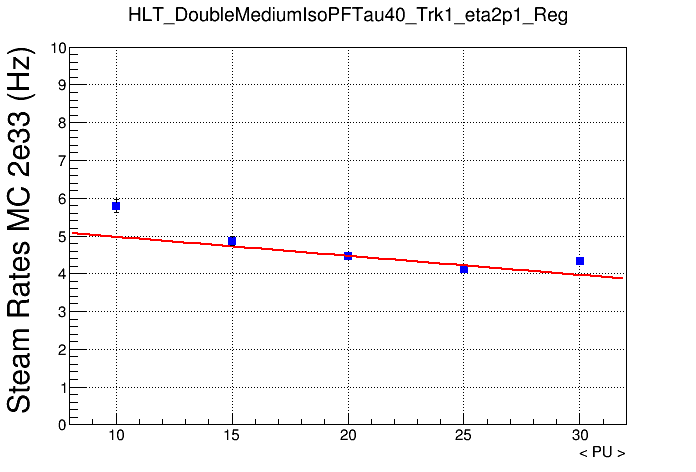 HLT_DoubleMediumIsoPFTau40_Trk1_eta2p1_Reg
Steam Rates MC 2e33 (Hz)
10
9
8
7
6
5
4
3
2
1
0
10 15 20 25 30
< PU >